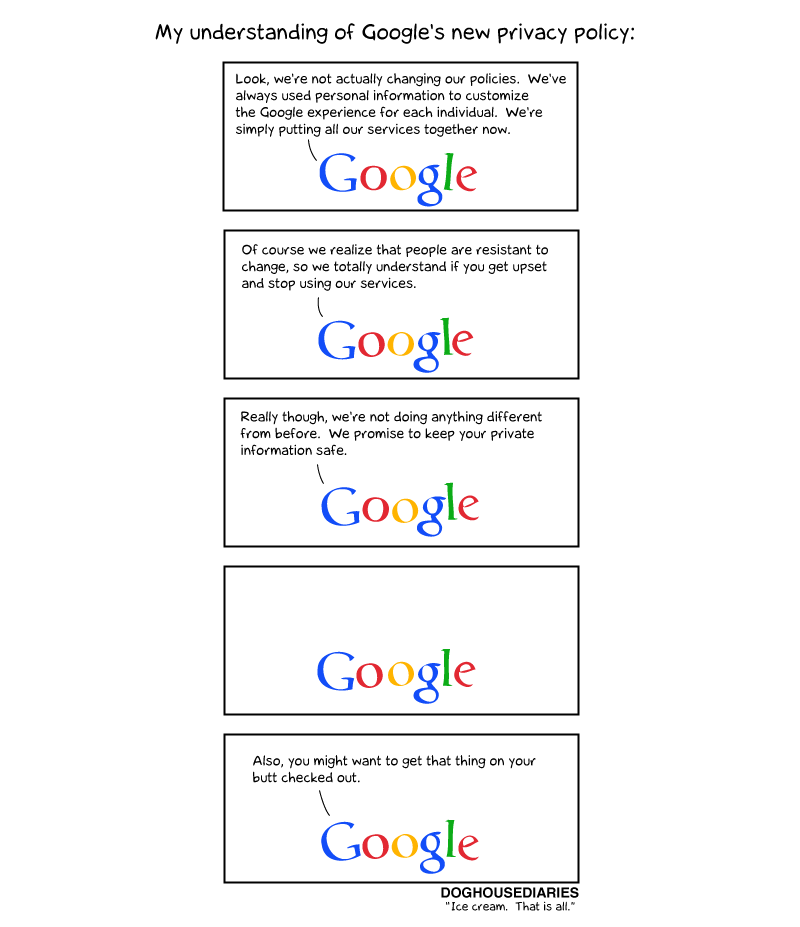 My understanding of Google's new privacy policy:
Look, we're not actually changing our policies. We've
always used personal information to customize
the Google experience for each individual. We're
simply putting all our services together now.
Google
Of course we realize that people are resistant to
change, so we totally understand if you get upset
and stop using our services.
Google
Really though, we're not doing anything different
from before. We promise to keep your private
information safe.
Google
Google
Also, you might want to get that thing on your
butt checked out.
Google
DOGHOUSEDIARIES
"Ice cream. That is all."